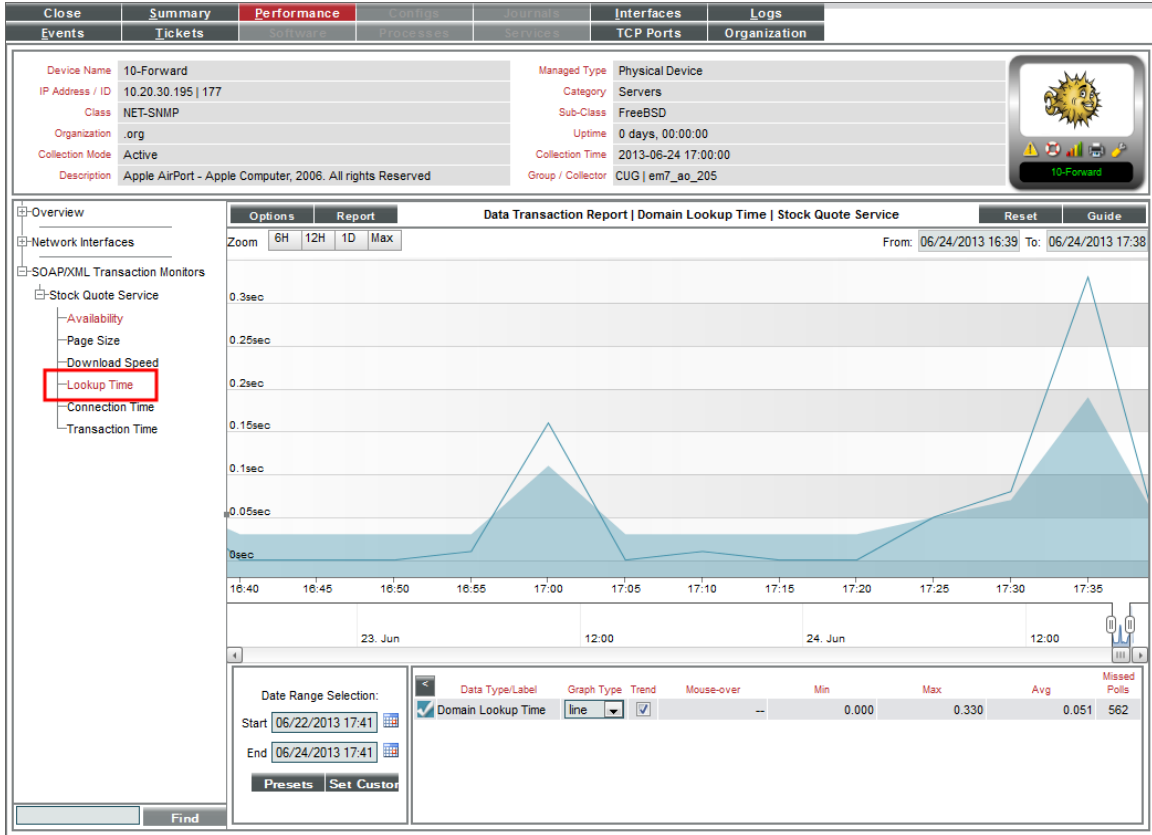 Close Summary Performance Configs Journals Interfaces Logs
Events Tickets Software Processes Services TCP Ports Organization
Device Name 10-Forward Managed Type Physical Device
IP Address / ID 10.20.30.195 | 177 Category Servers
Class NET-SNMP Sub-Class FreeBSD
Organization .org Uptime 0 days, 00:00:00
Collection Mode Active Collection Time 2013-06-24 17:00:00
Description Apple AirPort - Apple Computer, 2006. All rights Reserved Group / Collector CUG | em7_ao_205
10-Forward
Overview
Network Interfaces
SOAP/XML Transaction Monitors
Stock Quote Service
Availability
Page Size
Download Speed
Lookup Time
Connection Time
Transaction Time
Find
Options Report Data Transaction Report | Domain Lookup Time | Stock Quote Service Reset Guide
Zoom 6H 12H 1D Max From: 06/24/2013 16:39 To: 06/24/2013 17:38
0.3sec
0.25sec
0.2sec
0.15sec
0.1sec
0.05sec
0sec
16:40 16:45 16:50 16:55 17:00 17:05 17:10 17:15 17:20 17:25 17:30 17:35
23. Jun 12:00 24. Jun 12:00
Date Range Selection:
Start 06/22/2013 17:41
End 06/24/2013 17:41
Presets Set Custor
< Data Type/Label Graph Type Trend Mouse-over Min Max Avg Missed Polls
Domain Lookup Time line -- 0.000 0.330 0.051 562